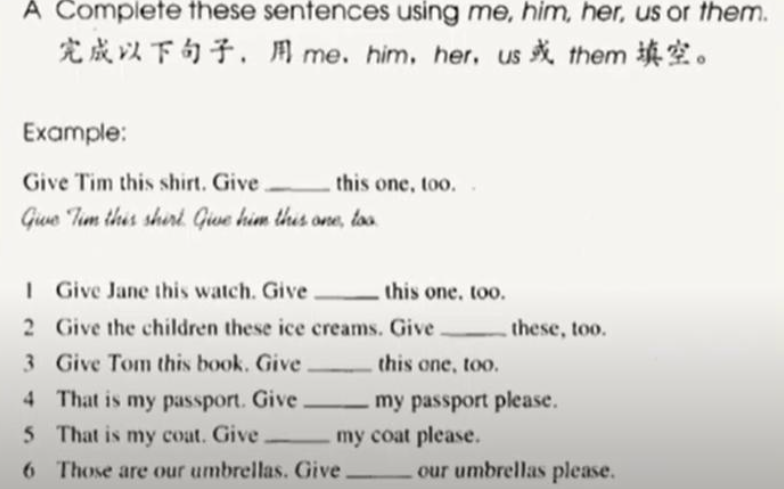 A Complete these sentences using me, him, her, us or them.
完成以下句子，用 me，him，her，us 或 them 填空。
Example:
Give Tim this shirt. Give ______ this one, too.
Give Tim this shirt. Give him this one, too.
1 Give Jane this watch. Give ______ this one, too.
2 Give the children these ice creams. Give ______ these, too.
3 Give Tom this book. Give ______ this one, too.
4 That is my passport. Give ______ my passport please.
5 That is my coat. Give ______ my coat please.
6 Those are our umbrellas. Give ______ our umbrellas please.